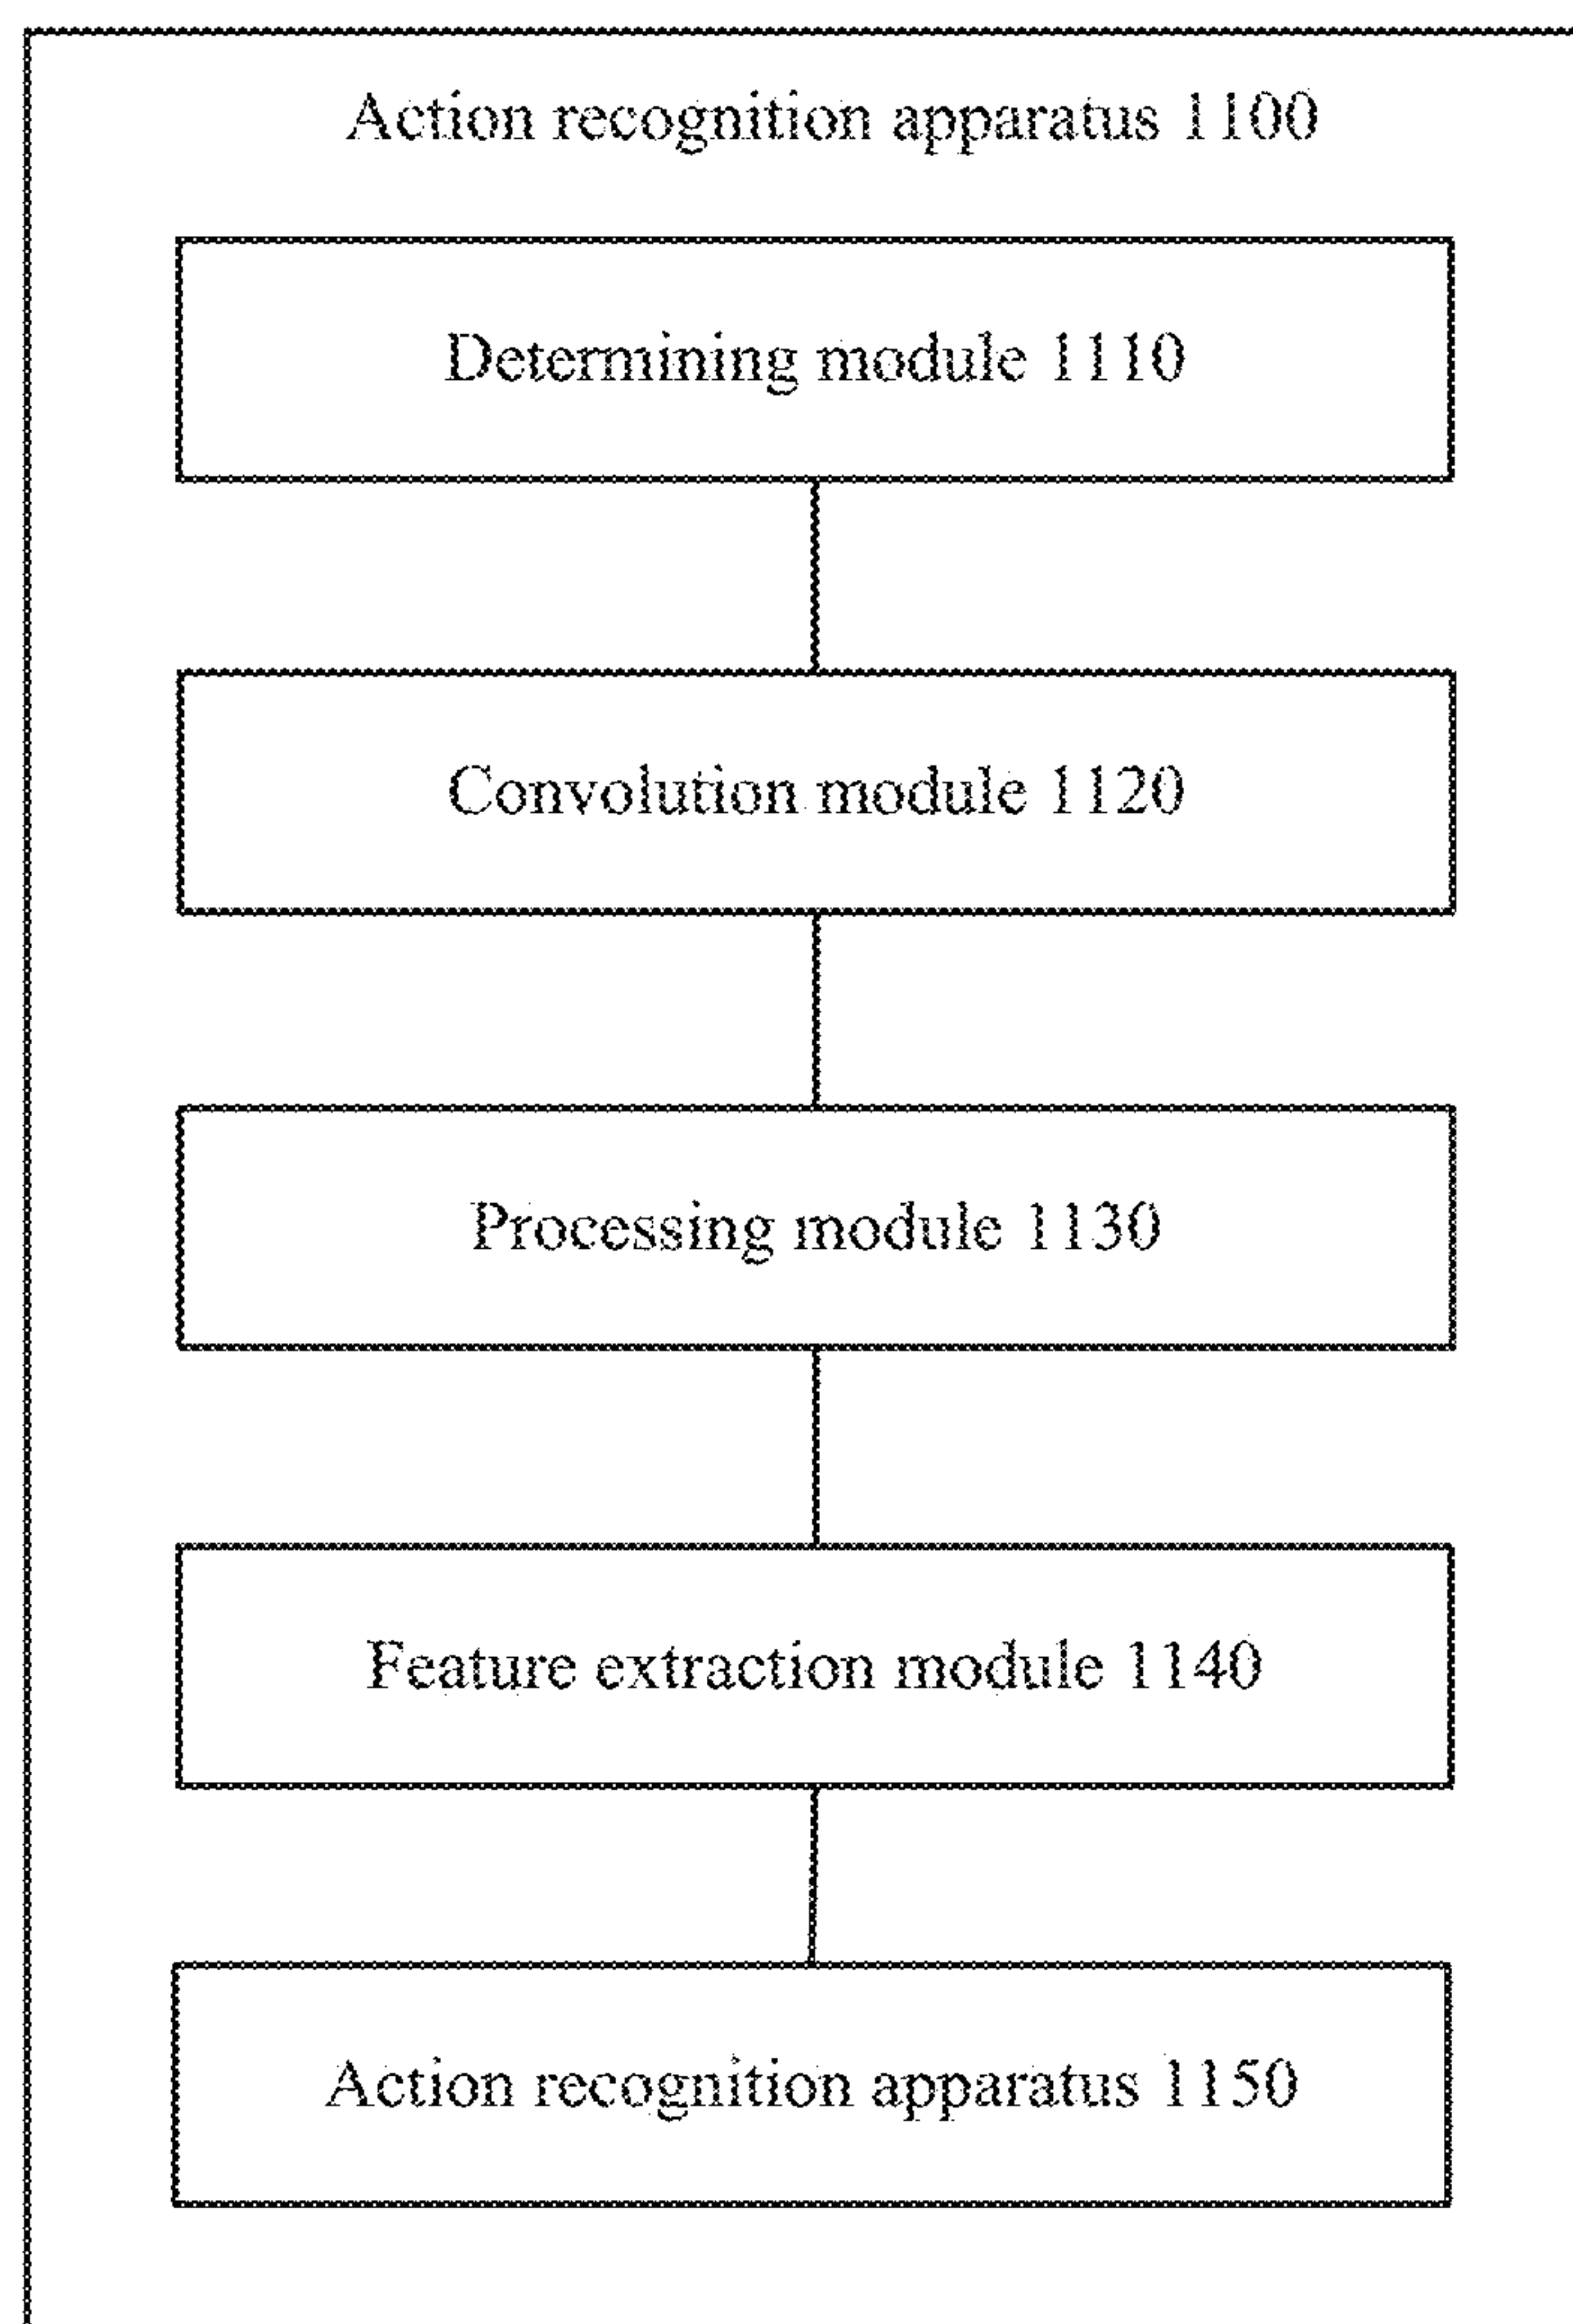 Action recognition apparatus 1100
Determining module 1110
Convolution module 1120
Processing module 1130
Feature extraction module 1140
Action recognition apparatus 1150